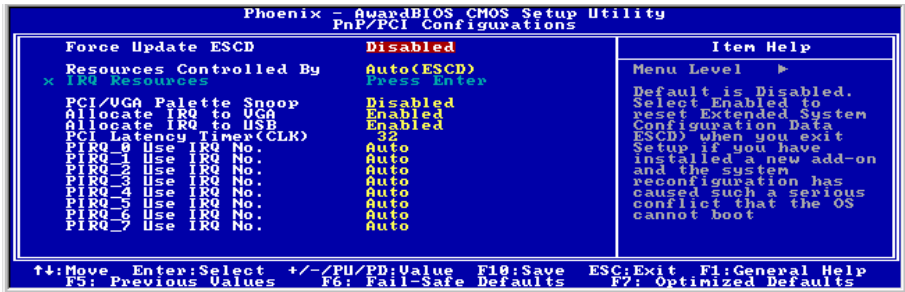 Phoenix - AwardBIOS CMOS Setup Utility
PnP/PCI Configurations
Force Update ESCD Disabled
Resources Controlled By Auto(ESCD)
x IRQ Resources Press Enter
PCI/VGA Palette Snoop Disabled
Allocate IRQ to VGA Enabled
Allocate IRQ to USB Enabled
PCI Latency Timer(CLK) 32
PIRQ_0 Use IRQ No. Auto
PIRQ_1 Use IRQ No. Auto
PIRQ_2 Use IRQ No. Auto
PIRQ_3 Use IRQ No. Auto
PIRQ_4 Use IRQ No. Auto
PIRQ_5 Use IRQ No. Auto
PIRQ_6 Use IRQ No. Auto
PIRQ_7 Use IRQ No. Auto
Item Help
Menu Level ►
Default is Disabled.
Select Enabled to
reset Extended System
Configuration Data
ESCD) when you exit
Setup if you have
installed a new add-on
and the system
reconfiguration has
caused such a serious
conflict that the OS
cannot boot
↑↓:Move Enter:Select +/-/PU/PD:Value F10:Save ESC:Exit F1:General Help
F5: Previous Values F6: Fail-Safe Defaults F7: Optimized Defaults